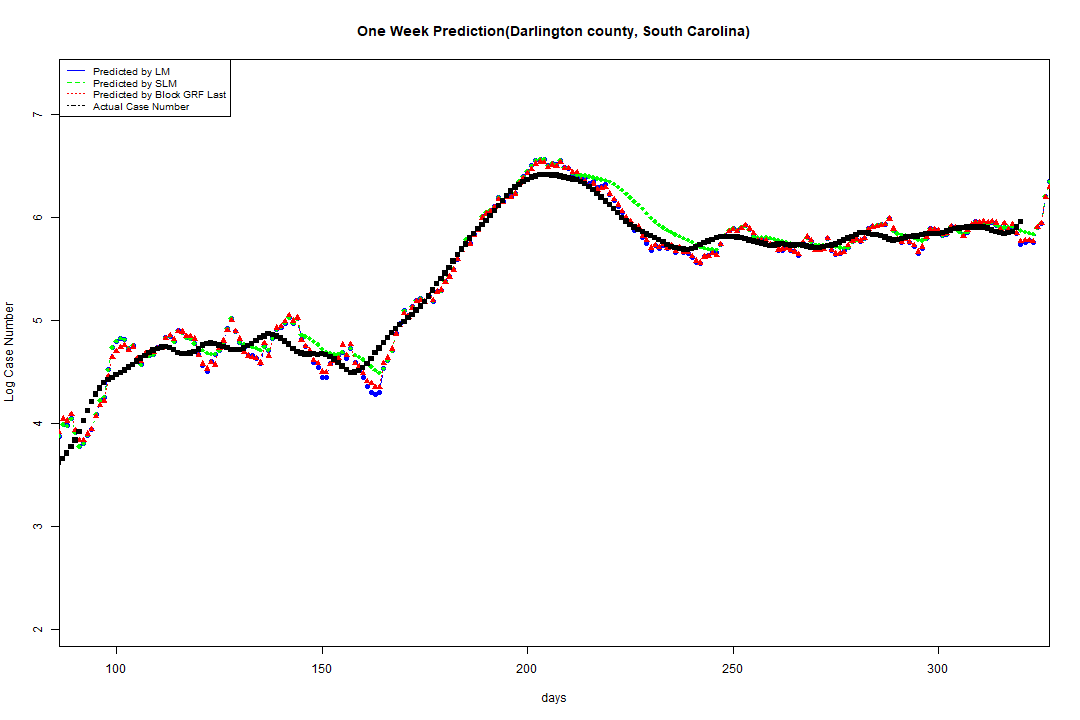 One Week Prediction(Darlington county, South Carolina)
Predicted by LM
Predicted by SLM
Predicted by Block GRF Last
Actual Case Number
7
6
5
4
3
2
Log Case Number
100 150 200 250 300
days